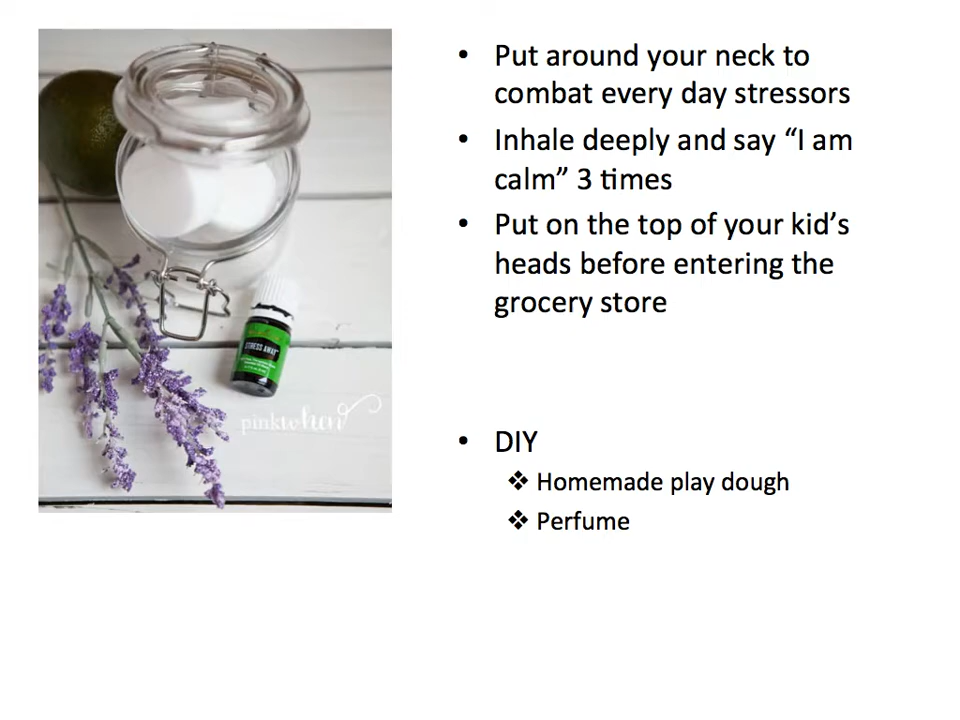 • Put around your neck to
combat every day stressors
• Inhale deeply and say “I am
calm” 3 times
• Put on the top of your kid’s
heads before entering the
grocery store
• DIY
❖ Homemade play dough
❖ Perfume
STRESS AWAY
pinkwhen